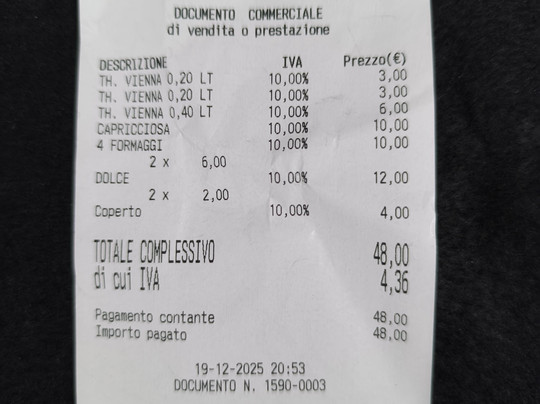 DOCUMENTO COMMERCIALE
di vendita o prestazione
DESCRIZIONE IVA Prezzo(€)
TH. VIENNA 0,20 LT 10,00% 3,00
TH. VIENNA 0,20 LT 10,00% 3,00
TH. VIENNA 0,40 LT 10,00% 6,00
CAPRICCIOSA 10,00% 10,00
4 FORMAGGI 10,00% 10,00
2 x 6,00
DOLCE 10,00% 12,00
2 x 2,00
Coperto 10,00% 4,00
TOTALE COMPLESSIVO 48,00
di cui IVA 4,36
Pagamento contante 48,00
Importo pagato 48,00
19-12-2025 20:53
DOCUMENTO N. 1590-0003